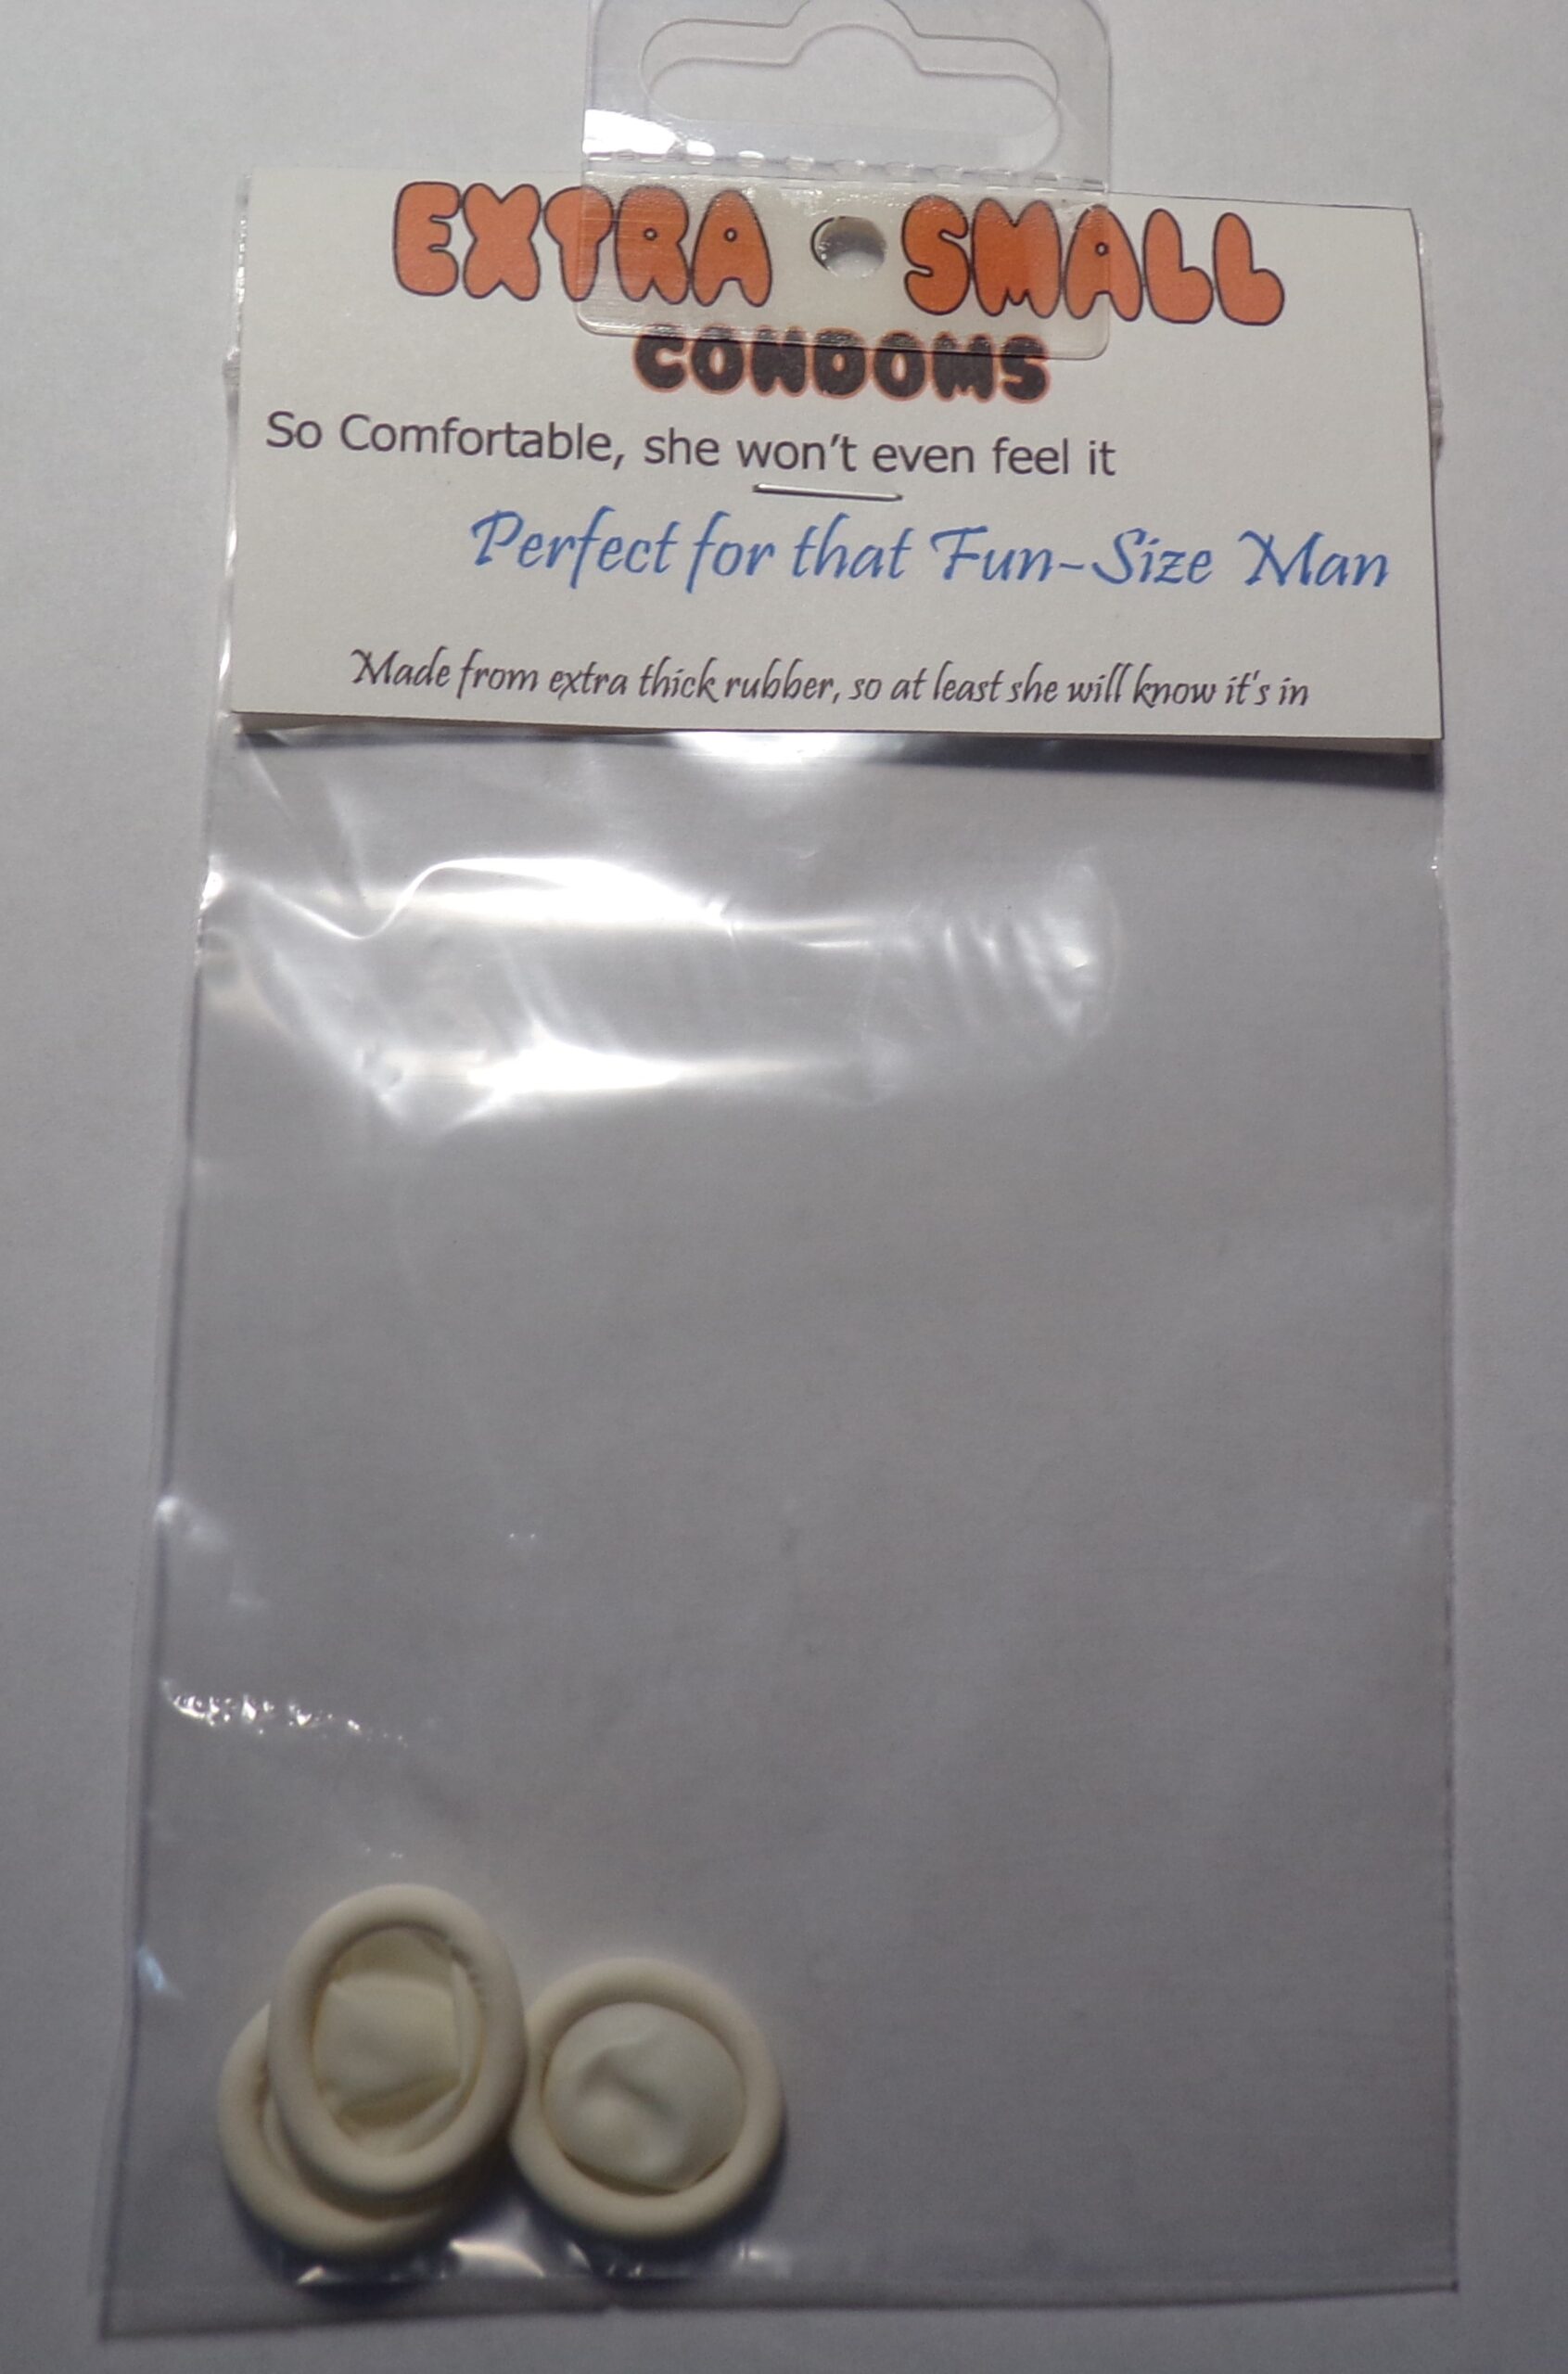 EXTRA SMALL
CONDOMS
So Comfortable, she won't even feel it
Perfect for that Fun-Size Man
Made from extra thick rubber, so at least she will know it's in